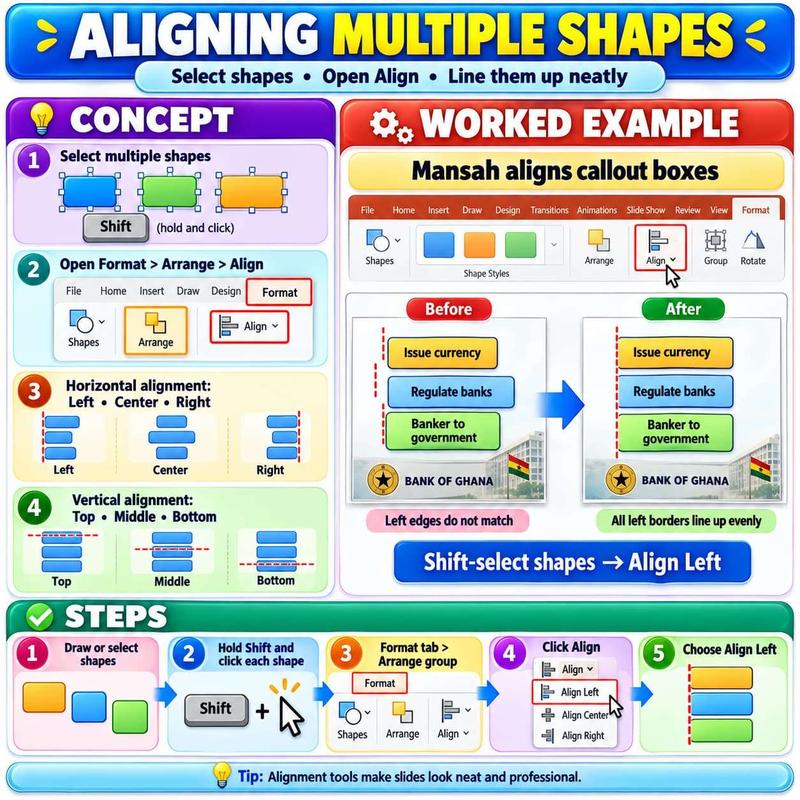 ALIGNING MULTIPLE SHAPES
Select shapes • Open Align • Line them up neatly
CONCEPT
1 Select multiple shapes
Shift (hold and click)
2 Open Format > Arrange > Align
File Home Insert Draw Design Format
Shapes Arrange Align
3 Horizontal alignment:
Left • Center • Right
Left Center Right
4 Vertical alignment:
Top • Middle • Bottom
Top Middle Bottom
WORKED EXAMPLE
Mansah aligns callout boxes
File Home Insert Draw Design Transitions Animations Slide Show Review View Format
Shapes Shape Styles Arrange Align Group Rotate
Before
Issue currency
Regulate banks
Banker to
government
BANK OF GHANA
Left edges do not match
After
Issue currency
Regulate banks
Banker to
government
BANK OF GHANA
All left borders line up evenly
Shift-select shapes → Align Left
STEPS
1 Draw or select
shapes
2 Hold Shift and
click each shape
Shift +
3 Format tab >
Arrange group
Format
Shapes Arrange Align
4 Click Align
Align
Align Left
Align Center
Align Right
5 Choose Align Left
Tip: Alignment tools make slides look neat and professional.